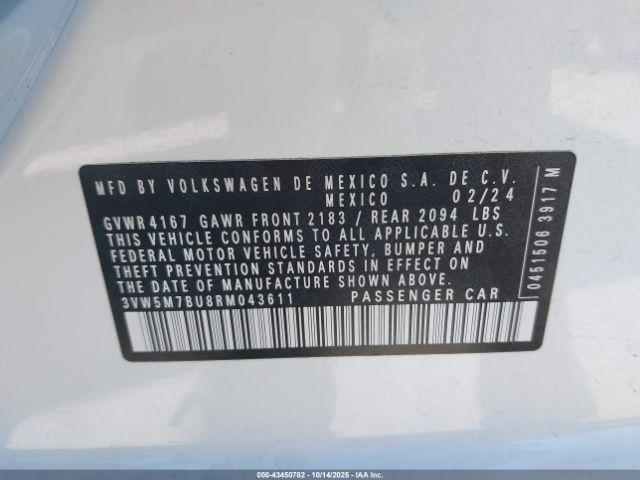 MFD BY VOLKSWAGEN DE MEXICO S.A. DE C.V.
MEXICO 02/24
GVWR 4167 GAWR FRONT 2183 / REAR 2094 LBS
THIS VEHICLE CONFORMS TO ALL APPLICABLE U.S.
FEDERAL MOTOR VEHICLE SAFETY, BUMPER AND
THEFT PREVENTION STANDARDS IN EFFECT ON THE
DATE OF MANUFACTURE SHOWN ABOVE.
3VW5M7BU8RM043611 PASSENGER CAR
0451506 3917 M
000-43450782 - 10/14/2025 - IAA Inc.